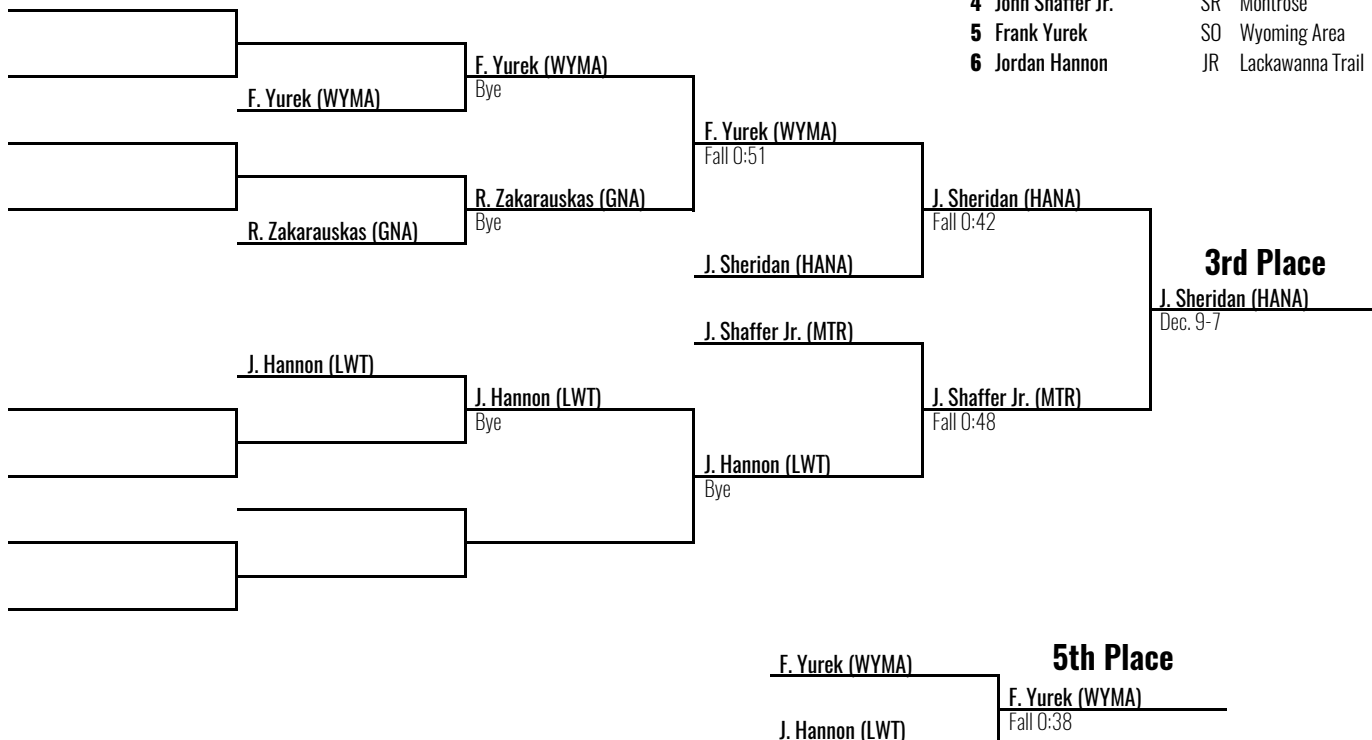 4 John Shaffer Jr. SR Montrose
5 Frank Yurek SO Wyoming Area
6 Jordan Hannon JR Lackawanna Trail
F. Yurek (WYMA)
Bye
F. Yurek (WYMA)
F. Yurek (WYMA)
Fall 0:51
R. Zakarauskas (GNA)
Bye
R. Zakarauskas (GNA)
J. Sheridan (HANA)
Fall 0:42
J. Sheridan (HANA)
3rd Place
J. Sheridan (HANA)
Dec. 9-7
J. Shaffer Jr. (MTR)
J. Hannon (LWT)
J. Hannon (LWT)
Bye
J. Shaffer Jr. (MTR)
Fall 0:48
J. Hannon (LWT)
Bye
5th Place
F. Yurek (WYMA)
F. Yurek (WYMA)
Fall 0:38
J. Hannon (LWT)